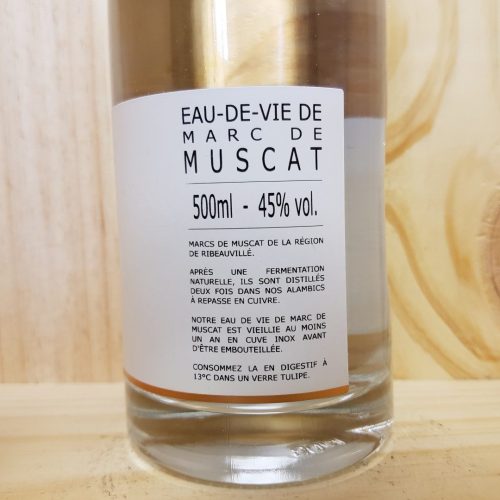 EAU-DE-VIE DE
MARC DE
MUSCAT
500ml - 45% vol.
MARCS DE MUSCAT DE LA RÉGION
DE RIBEAUVILLÉ.
APRÈS UNE FERMENTATION
NATURELLE, ILS SONT DISTILLÉS
DEUX FOIS DANS NOS ALAMBICS
À REPASSE EN CUIVRE.
NOTRE EAU DE VIE DE MARC DE
MUSCAT EST VIEILLIE AU MOINS
UN AN EN CUVE INOX AVANT
D'ÊTRE EMBOUTEILLÉE.
CONSOMMEZ LA EN DIGESTIF À
13°C DANS UN VERRE TULIPE.